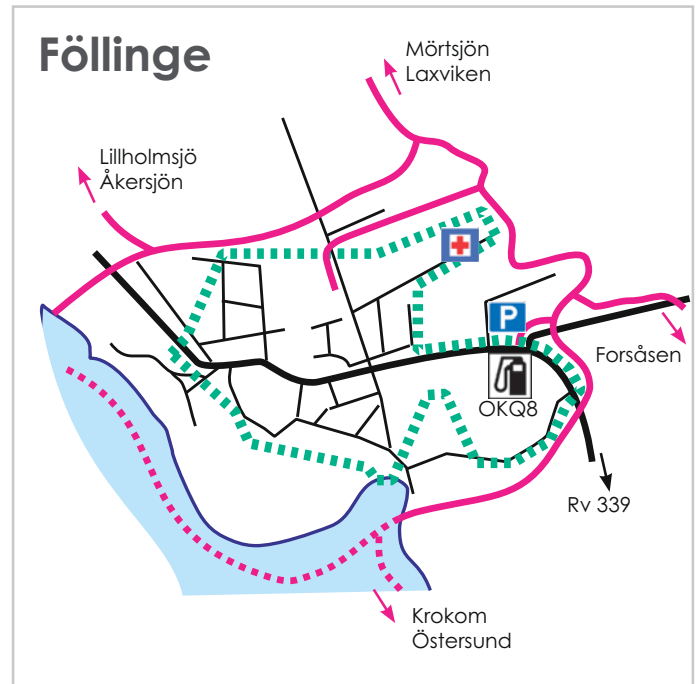 Föllinge
Mörtsjön
Laxviken
Lillholmsjö
Åkersjön
P
Forsåsen
OKQ8
Rv 339
Krokom
Östersund